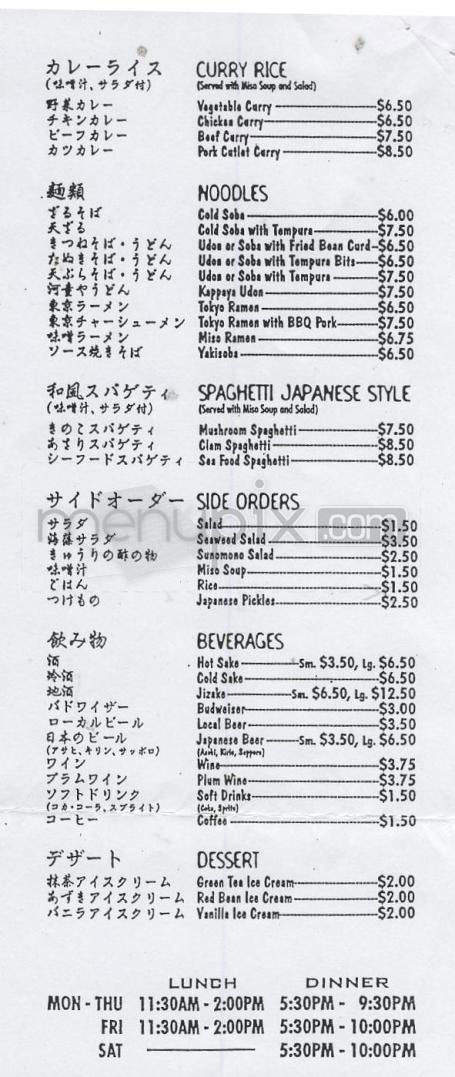 カレーライス CURRY RICE
(味噌汁、サラダ付) (Served with Miso Soup and Salad)
野菜カレー Vegetable Curry $6.50
チキンカレー Chicken Curry $6.50
ビーフカレー Beef Curry $7.50
カツカレー Pork Cutlet Curry $8.50
麺類 NOODLES
ざるそば Cold Soba $6.00
天ざる Cold Soba with Tempura $7.50
きつねそば・うどん Udon or Soba with Fried Bean Curd $6.50
たぬきそば・うどん Udon or Soba with Tempura Bits $6.50
天ぷらそば・うどん Udon or Soba with Tempura $7.50
河童やうどん Kappaya Udon $7.50
東京ラーメン Tokyo Ramen $6.50
東京チャーシューメン Tokyo Ramen with BBQ Pork $7.50
味噌ラーメン Miso Ramen $6.75
ソース焼きそば Yakisoba $6.50
和風スパゲティ SPAGHETTI JAPANESE STYLE
(味噌汁、サラダ付) (Served with Miso Soup and Salad)
きのこスパゲティ Mushroom Spaghetti $7.50
あさりスパゲティ Clam Spaghetti $8.50
シーフードスパゲティ Sea Food Spaghetti $8.50
サイドオーダー SIDE ORDERS
menupix.com
サラダ Salad $1.50
海藻サラダ Seaweed Salad $3.50
きゅうりの酢の物 Sunomono Salad $2.50
味噌汁 Miso Soup $1.50
ごはん Rice $1.50
つけもの Japanese Pickles $2.50
飲み物 BEVERAGES
酒 Hot Sake Sm. $3.50, Lg. $6.50
冷酒 Cold Sake $6.50
地酒 Jizake Sm. $6.50, Lg. $12.50
バドワイザー Budweiser $3.00
ローカルビール Local Beer $3.50
日本のビール Japanese Beer Sm. $3.50, Lg. $6.50
(アサヒ、キリン、サッポロ) (Asahi, Kirin, Sapporo)
ワイン Wine $3.75
プラムワイン Plum Wine $3.75
ソフトドリンク Soft Drinks $1.50
(コカ・コーラ、スプライト) (Coke, Sprite)
コーヒー Coffee $1.50
デザート DESSERT
抹茶アイスクリーム Green Tea Ice Cream $2.00
あずきアイスクリーム Red Bean Ice Cream $2.00
バニラアイスクリーム Vanilla Ice Cream $2.00
LUNCH DINNER
MON - THU 11:30AM - 2:00PM 5:30PM - 9:30PM
FRI 11:30AM - 2:00PM 5:30PM - 10:00PM
SAT 5:30PM - 10:00PM